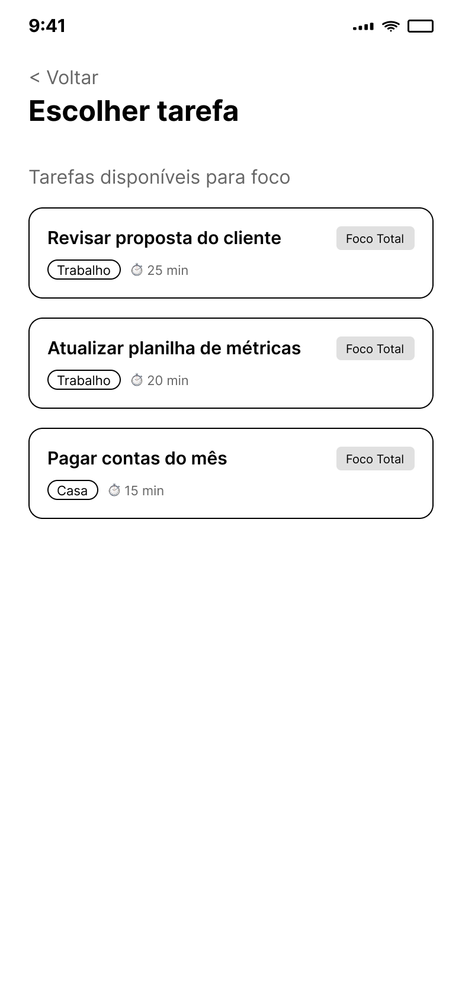 9:41
< Voltar
Escolher tarefa
Tarefas disponíveis para foco
Revisar proposta do cliente
Foco Total
Trabalho
⏱ 25 min
Atualizar planilha de métricas
Foco Total
Trabalho
⏱ 20 min
Pagar contas do mês
Foco Total
Casa
⏱ 15 min